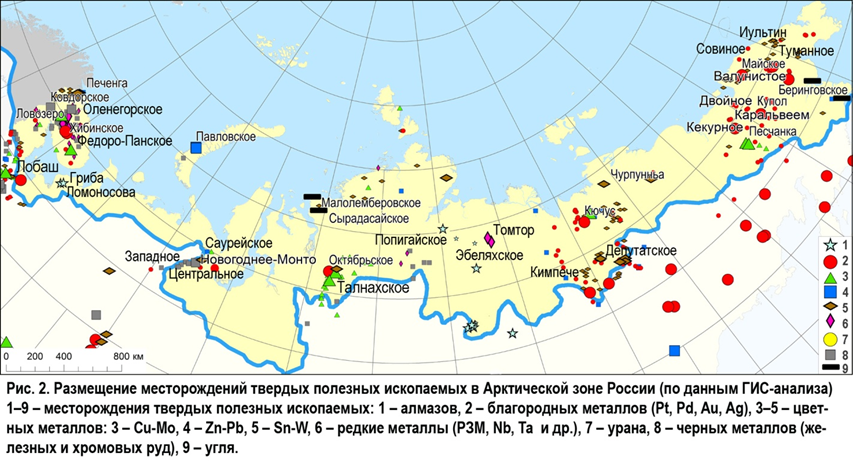 Иультин
Совиное
Туманное
Майское
Валунистое
Беринговское
Двойное Купол
Каральвеем
Кекурное
Песчанка
Печенга
Ковдорское
Оленегорское
Ловозеро
Хибинское
Федоро-Панское
Павловское
Лобаш
Гриба
Ломоносова
Чурпунньа
Малолемберовское
Сырадасайское
Кючус
Томтор
Попигайское
Саурейское
Эбеляхское
Депутатское
Западное
Новогоднее-Монто
Октябрьское
Кимпече
Центральное
Талнахское
1
2
3
4
5
6
7
8
9
0 200 400 800 км
Рис. 2. Размещение месторождений твердых полезных ископаемых в Арктической зоне России (по данным ГИС-анализа)
1–9 – месторождения твердых полезных ископаемых: 1 – алмазов, 2 – благородных металлов (Pt, Pd, Au, Ag), 3–5 – цвет-
ных металлов: 3 – Cu-Mo, 4 – Zn-Pb, 5 – Sn-W, 6 – редкие металлы (РЗМ, Nb, Ta и др.), 7 – урана, 8 – черных металлов (же-
лезных и хромовых руд), 9 – угля.